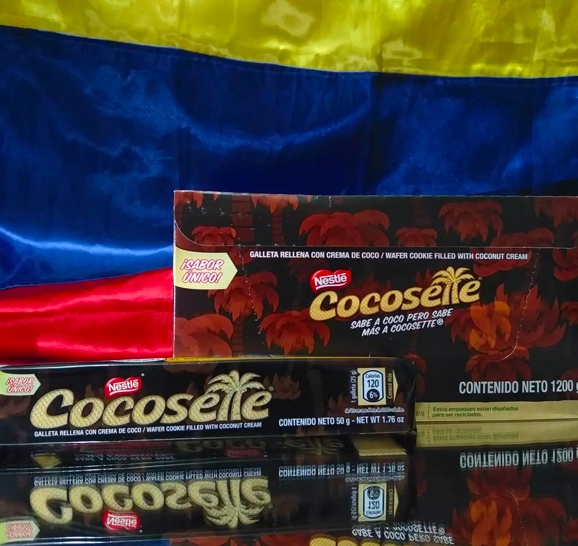 GALLETA RELLENA CON CREMA DE COCO / WAFER COOKIE FILLED WITH COCONUT CREAM
¡SABOR
ÚNICO!
Nestlé
Cocosette
SABE A COCO PERO SABE
MÁS A COCOSETTE®
CONTENIDO NETO 1200 g
Estos empaques están diseñados
para ser reciclados.
¡SABOR
ÚNICO!
Nestlé
Cocosette
GALLETA RELLENA CON CREMA DE COCO / WAFER COOKIE FILLED WITH COCONUT CREAM
CONTENIDO NETO 50 g - NET WT 1.76 oz
1 galleta (25 g)
Calorías
120
6%